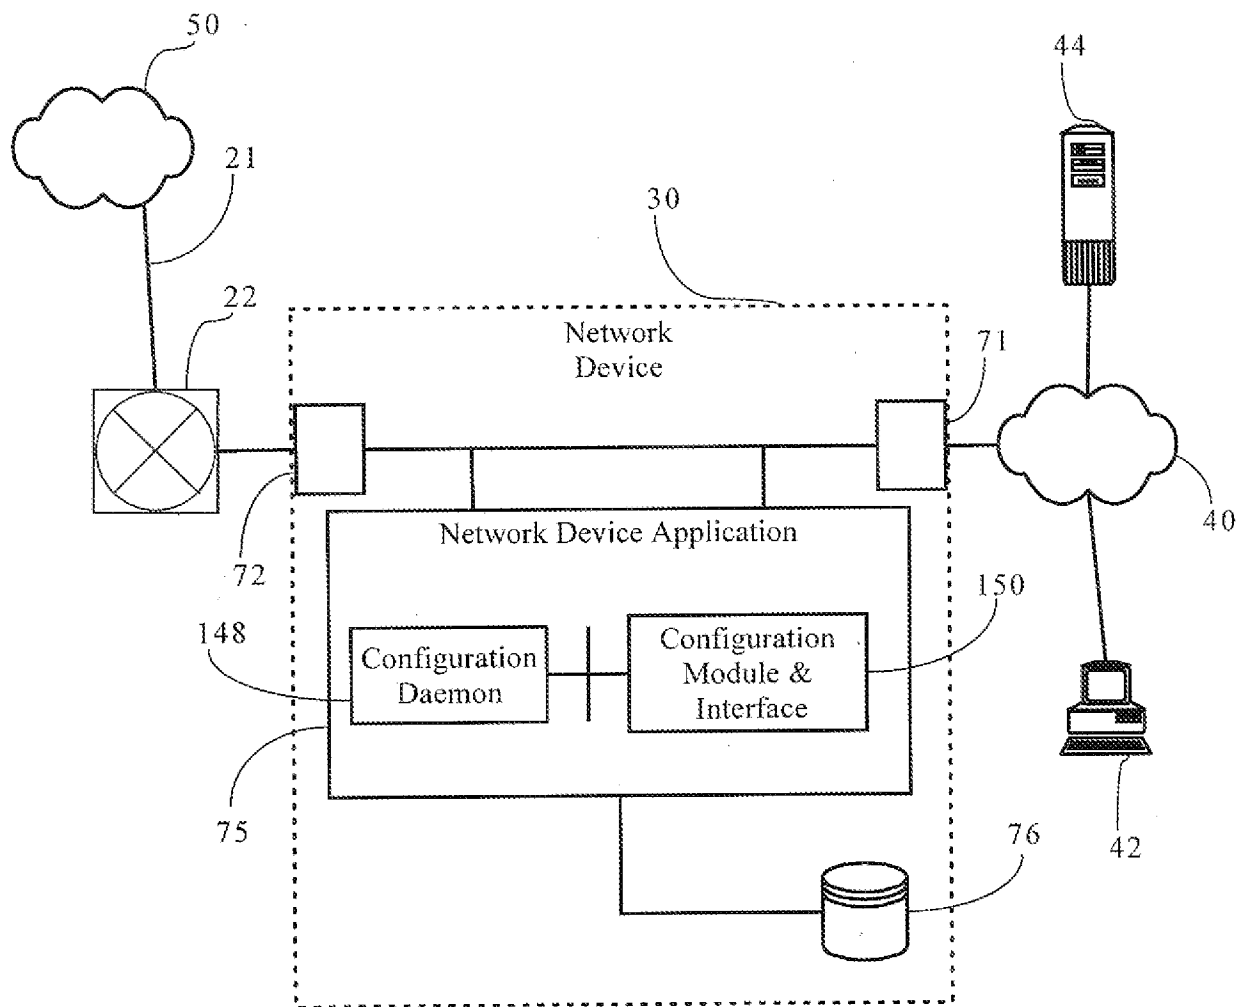 50
44
21
30
22
Network
Device
71
Network Device Application
40
72
150
148
Configuration
Daemon
Configuration
Module &
Interface
75
76
42